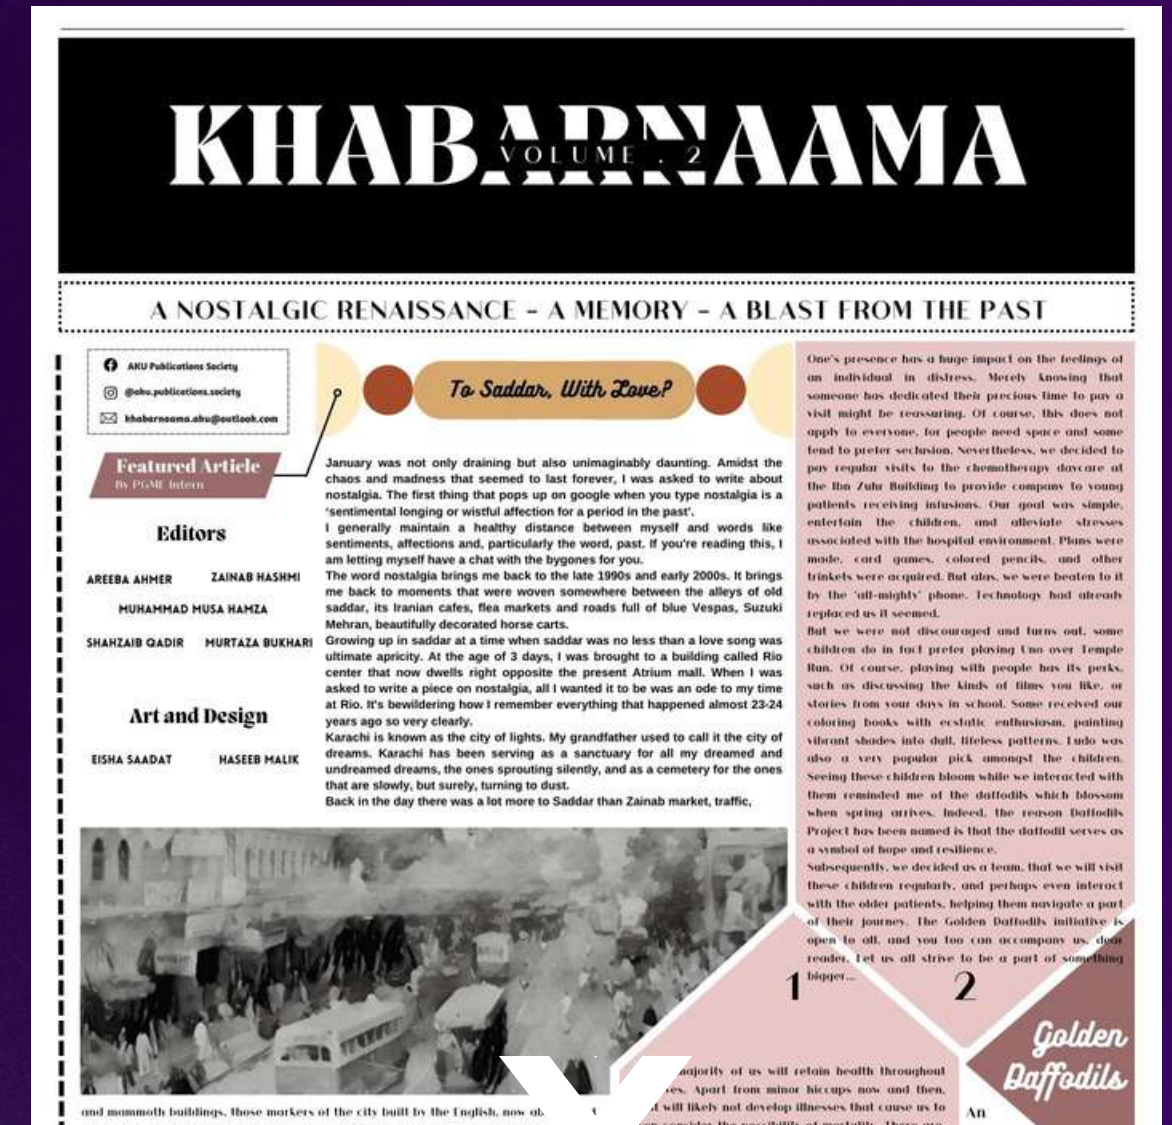 KHABARNAAMA
VOLUME . 2
A NOSTALGIC RENAISSANCE - A MEMORY - A BLAST FROM THE PAST
AKU Publications Society
@aku.publications.society
khabarnaama.aku@outlook.com
Featured Article
By PGME Intern
Editors
AREEBA AHMER ZAINAB HASHMI
MUHAMMAD MUSA HAMZA
SHAHZAIB QADIR MURTAZA BUKHARI
Art and Design
EISHA SAADAT HASEEB MALIK
To Saddar, With Love?
January was not only draining but also unimaginably daunting. Amidst the
chaos and madness that seemed to last forever, I was asked to write about
nostalgia. The first thing that pops up on google when you type nostalgia is a
‘sentimental longing or wistful affection for a period in the past’.
I generally maintain a healthy distance between myself and words like
sentiments, affections and, particularly the word, past. If you're reading this, I
am letting myself have a chat with the bygones for you.
The word nostalgia brings me back to the late 1990s and early 2000s. It brings
me back to moments that were woven somewhere between the alleys of old
saddar, its Iranian cafes, flea markets and roads full of blue Vespas, Suzuki
Mehran, beautifully decorated horse carts.
Growing up in saddar at a time when saddar was no less than a love song was
ultimate apricity. At the age of 3 days, I was brought to a building called Rio
center that now dwells right opposite the present Atrium mall. When I was
asked to write a piece on nostalgia, all I wanted it to be was an ode to my time
at Rio. It's bewildering how I remember everything that happened almost 23-24
years ago so very clearly.
Karachi is known as the city of lights. My grandfather used to call it the city of
dreams. Karachi has been serving as a sanctuary for all my dreamed and
undreamed dreams, the ones sprouting silently, and as a cemetery for the ones
that are slowly, but surely, turning to dust.
Back in the day there was a lot more to Saddar than Zainab market, traffic,
and mammoth buildings, those markers of the city built by the English, now
One's presence has a huge impact on the feelings of
an individual in distress. Merely knowing that
someone has dedicated their precious time to pay a
visit might be reassuring. Of course, this does not
apply to everyone, for people need space and some
tend to prefer seclusion. Nevertheless, we decided to
pay regular visits to the chemotherapy daycare at
the Ibn Zuhr Building to provide company to young
patients receiving infusions. Our goal was simple,
entertain the children, and alleviate stresses
associated with the hospital environment. Plans were
made, card games, colored pencils, and other
trinkets were acquired. But alas, we were beaten to it
by the 'all-mighty' phone. Technology had already
replaced us it seemed.
But we were not discouraged and turns out, some
children do in fact prefer playing Uno over Temple
Run. Of course, playing with people has its perks,
such as discussing the kinds of films you like, or
stories from your days in school. Some received our
coloring books with ecstatic enthusiasm, painting
vibrant shades into dull, lifeless patterns. Ludo was
also a very popular pick amongst the children.
Seeing these children bloom while we interacted with
them reminded me of the daffodils which blossom
when spring arrives. Indeed, the reason Daffodils
Project has been named is that the daffodil serves as
a symbol of hope and resilience.
Subsequently, we decided as a team, that we will visit
these children regularly, and perhaps even interact
with the older patients, helping them navigate a part
of their journey. The Golden Daffodils initiative is
open to all, and you too can accompany us, dear
reader. Let us all strive to be a part of something
bigger...
1
2
Golden
Daffodils
of us will retain health throughout
Apart from minor hiccups now and then,
will likely not develop illnesses that cause us to
consider the possibility of mortality. There are
An